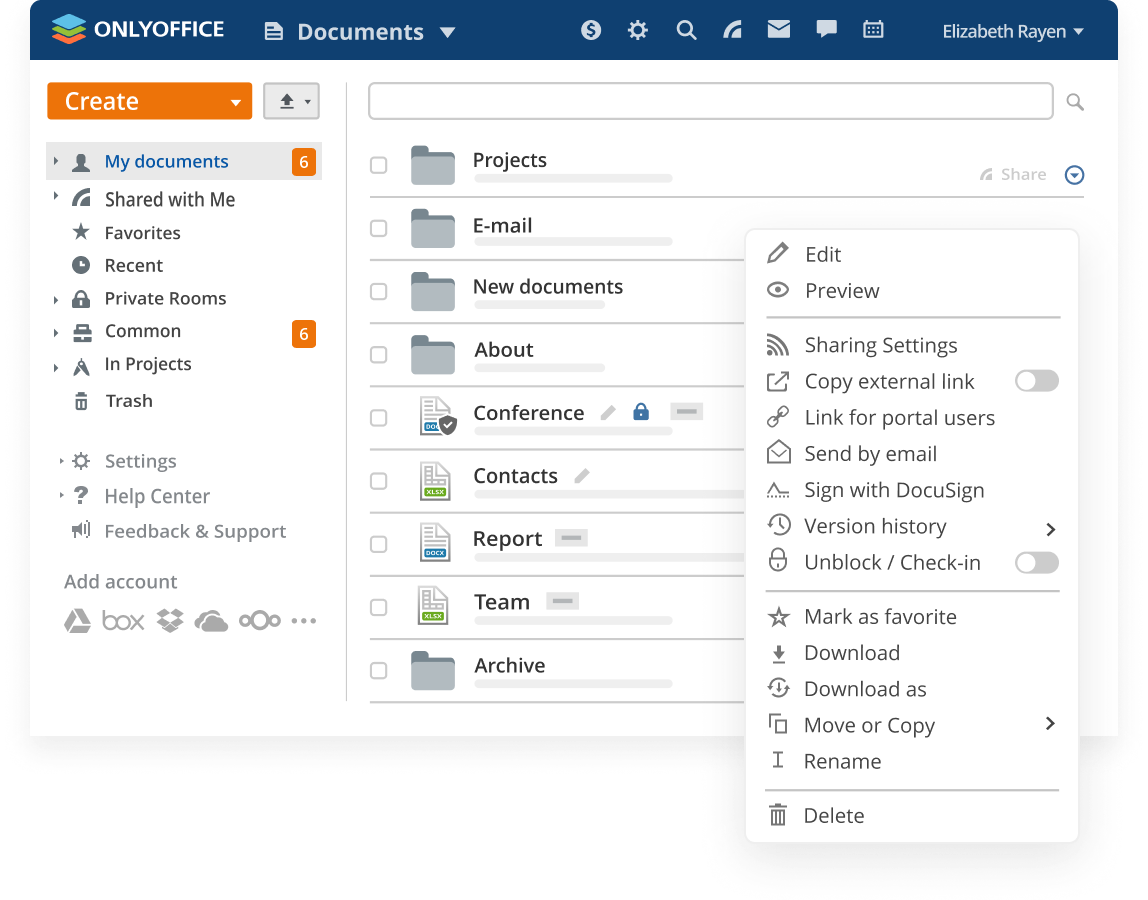 ONLYOFFICE
Documents
Elizabeth Rayen
Create
My documents
6
Shared with Me
Favorites
Recent
Private Rooms
Common
6
In Projects
Trash
Settings
? Help Center
Feedback & Support
Add account
box
Projects
Share
E-mail
New documents
About
Conference
DOCX
Contacts
XLSX
Report
DOCX
Team
XLSX
Archive
Edit
Preview
Sharing Settings
Copy external link
Link for portal users
Send by email
Sign with DocuSign
Version history
Unblock / Check-in
Mark as favorite
Download
Download as
Move or Copy
Rename
Delete